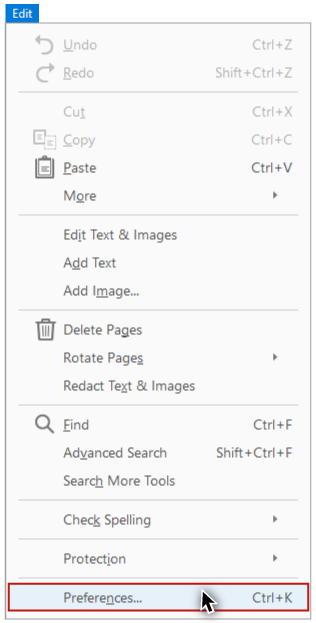 Edit
Undo Ctrl+Z
Redo Shift+Ctrl+Z
Cut Ctrl+X
Copy Ctrl+C
Paste Ctrl+V
More
Edit Text & Images
Add Text
Add Image...
Delete Pages
Rotate Pages
Redact Text & Images
Find Ctrl+F
Advanced Search Shift+Ctrl+F
Search More Tools
Check Spelling
Protection
Preferences... Ctrl+K